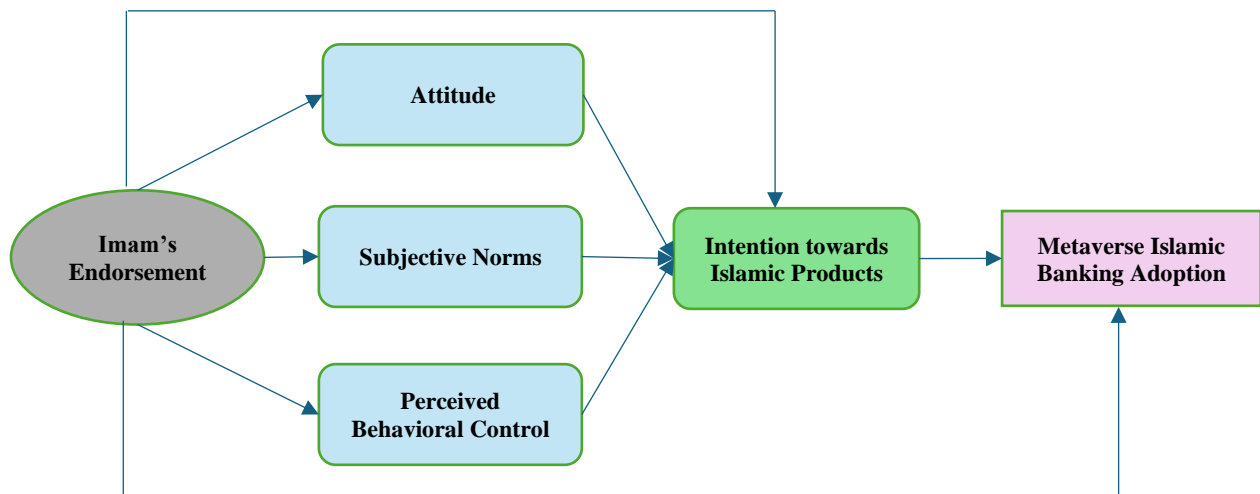 Attitude
Imam’s
Endorsement
Subjective Norms
Intention towards
Islamic Products
Metaverse Islamic
Banking Adoption
Perceived
Behavioral Control